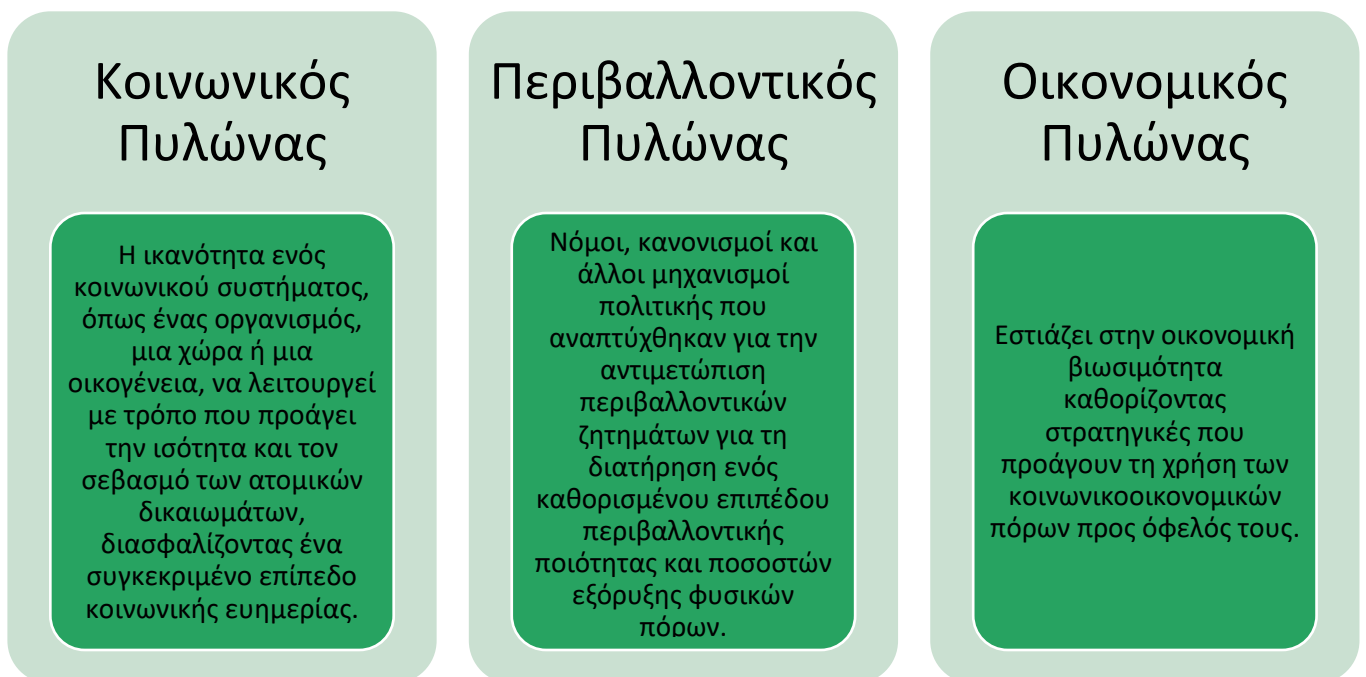 Κοινωνικός
Πυλώνας
Η ικανότητα ενός
κοινωνικού συστήματος,
όπως ένας οργανισμός,
μια χώρα ή μια
οικογένεια, να λειτουργεί
με τρόπο που προάγει
την ισότητα και τον
σεβασμό των ατομικών
δικαιωμάτων,
διασφαλίζοντας ένα
συγκεκριμένο επίπεδο
κοινωνικής ευημερίας.
Περιβαλλοντικός
Πυλώνας
Νόμοι, κανονισμοί και
άλλοι μηχανισμοί
πολιτικής που
αναπτύχθηκαν για την
αντιμετώπιση
περιβαλλοντικών
ζητημάτων για τη
διατήρηση ενός
καθορισμένου επιπέδου
περιβαλλοντικής
ποιότητας και ποσοστών
εξόρυξης φυσικών
πόρων.
Οικονομικός
Πυλώνας
Εστιάζει στην οικονομική
βιωσιμότητα
καθορίζοντας
στρατηγικές που
προάγουν τη χρήση των
κοινωνικοοικονομικών
πόρων προς όφελός τους.